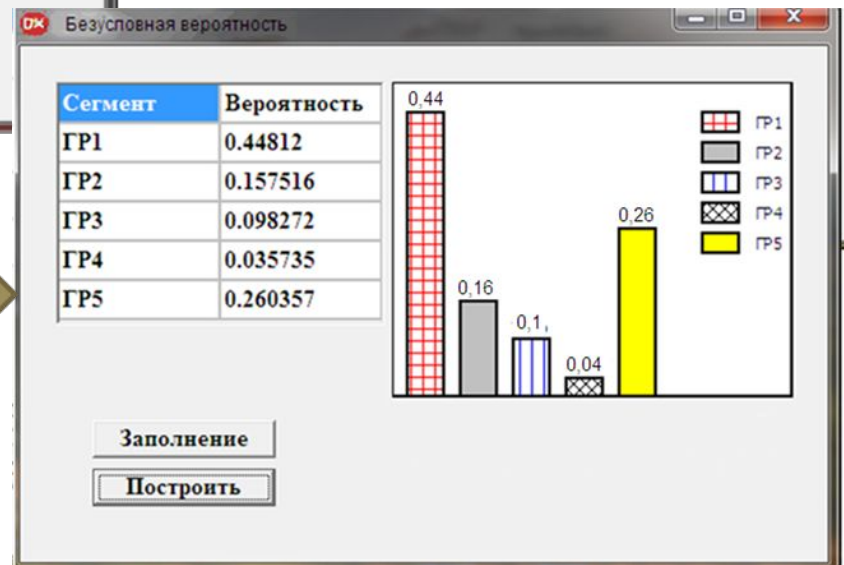 Безусловная вероятность
Сегмент Вероятность
ГР1 0.44812
ГР2 0.157516
ГР3 0.098272
ГР4 0.035735
ГР5 0.260357
0,44
0,16
0,1
0,04
0,26
ГР1
ГР2
ГР3
ГР4
ГР5
Заполнение
Построить